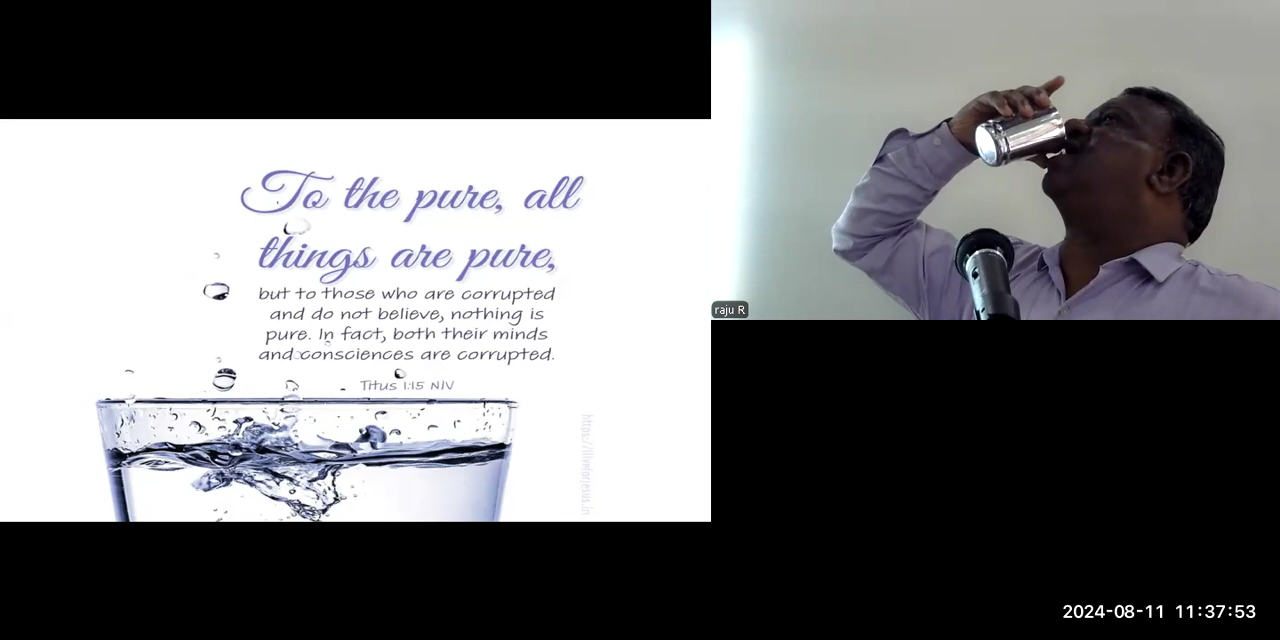 To the pure, all
things are pure,
but to those who are corrupted
and do not believe, nothing is
pure. In fact, both their minds
and consciences are corrupted.
Titus 1:15 NIV
raju R
2024-08-11 11:37:53